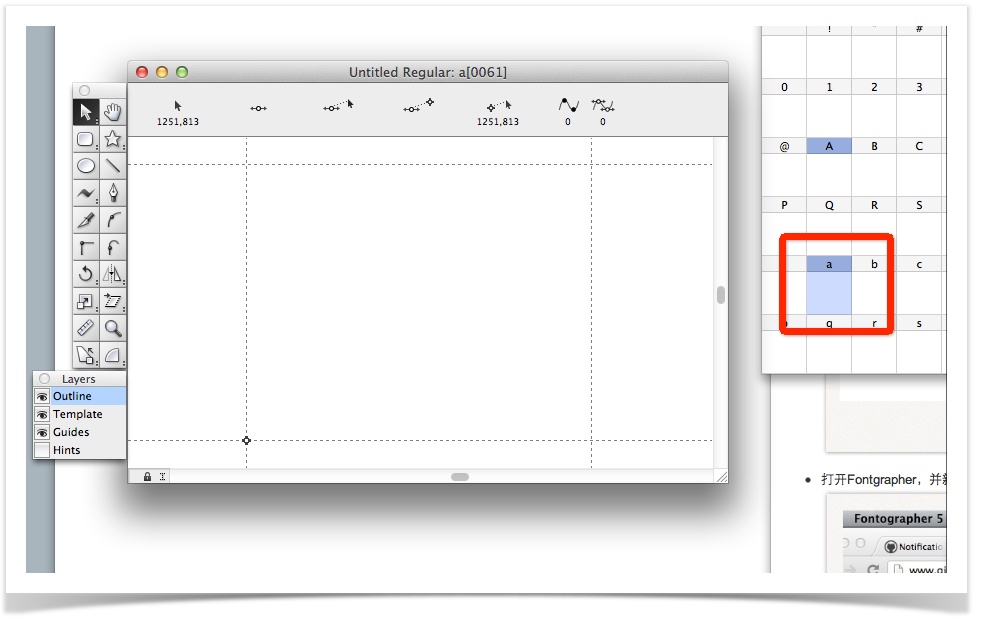 ! " #
Untitled Regular: a[0061]
0 1 2 3
1251,813 1251,813 0 0
@ A B C
P Q R S
a b c
q r s
Layers
Outline
Template
Guides
Hints
打开Fontgrapher，并
Fontographer 5
Notificatio
www.gi